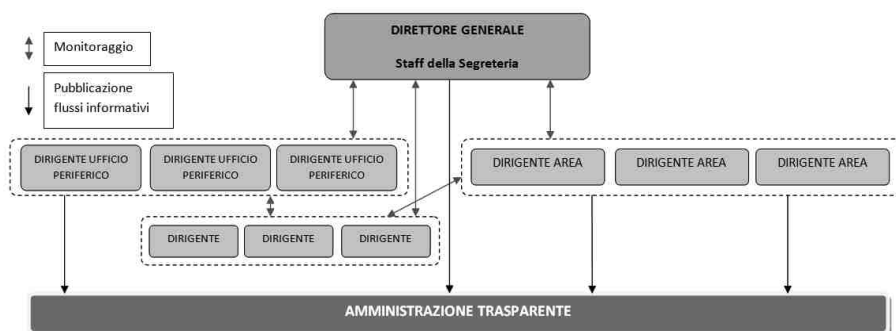 DIRETTORE GENERALE
Staff della Segreteria
Monitoraggio
Pubblicazione
flussi informativi
DIRIGENTE UFFICIO
PERIFERICO
DIRIGENTE UFFICIO
PERIFERICO
DIRIGENTE UFFICIO
PERIFERICO
DIRIGENTE AREA
DIRIGENTE AREA
DIRIGENTE AREA
DIRIGENTE
DIRIGENTE
DIRIGENTE
AMMINISTRAZIONE TRASPARENTE